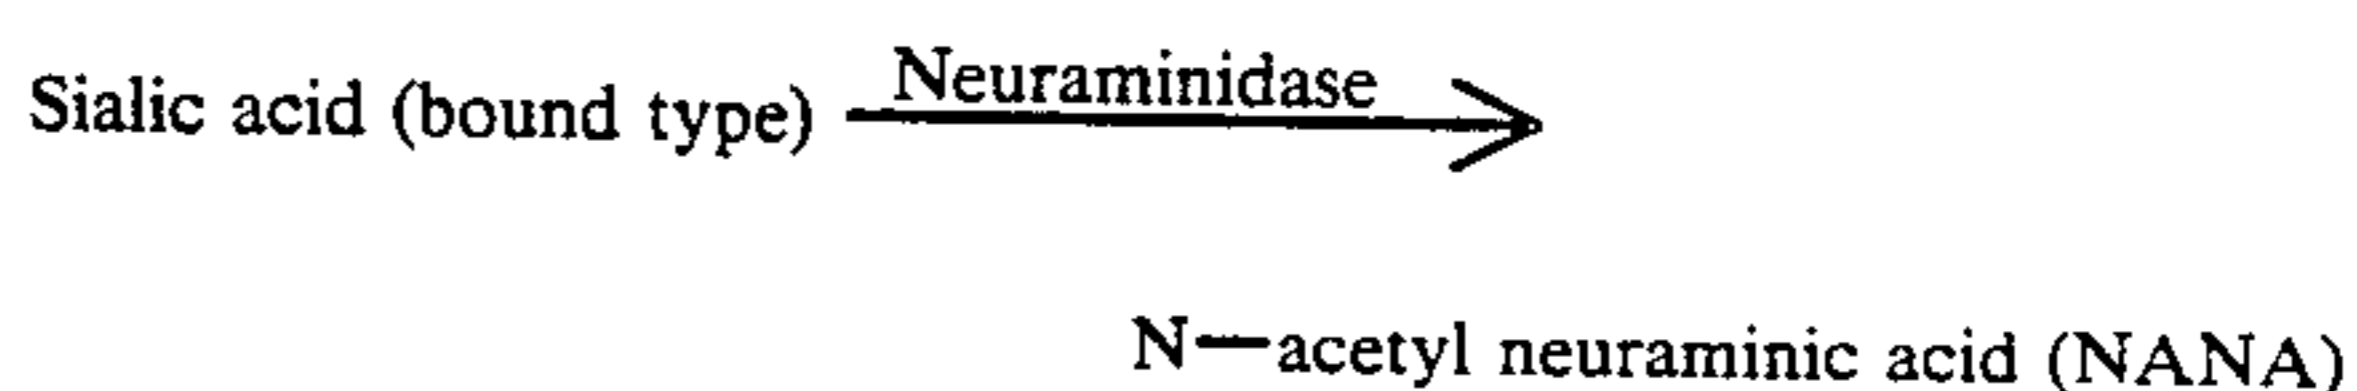 Neuraminidase
Sialic acid (bound type)
N—acetyl neuraminic acid (NANA)